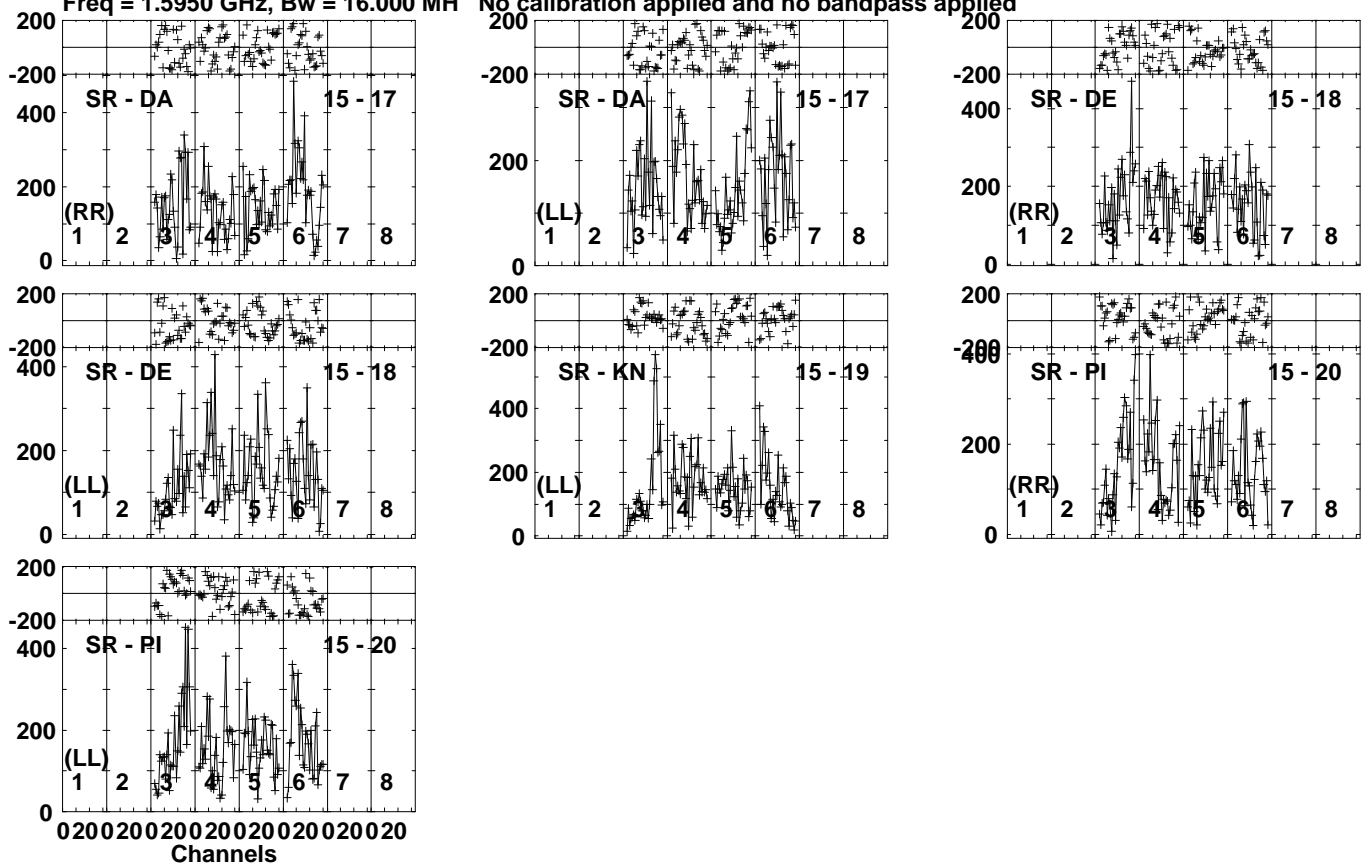 Freq = 1.5950 GHz, Bw = 16.000 MH No calibration applied and no bandpass applied
200
-200
SR - DA 15 - 17
400
200
(RR)
1 2 3 4 5 6 7 8
0
SR - DA 15 - 17
200
(LL)
1 2 3 4 5 6 7 8
0
200
-200
SR - DE 15 - 18
400
200
(RR)
1 2 3 4 5 6 7 8
0
200
-200
SR - DE 15 - 18
400
200
(LL)
1 2 3 4 5 6 7 8
0
200
-200
SR - KN 15 - 19
400
200
(LL)
1 2 3 4 5 6 7 8
0
200
-200
400
SR - PI 15 - 20
200
(RR)
1 2 3 4 5 6 7 8
0
200
-200
SR - PI 15 - 20
400
200
(LL)
1 2 3 4 5 6 7 8
0
0 20 0 20 0 20 0 20 0 20 0 20 0 20 0 20
Channels